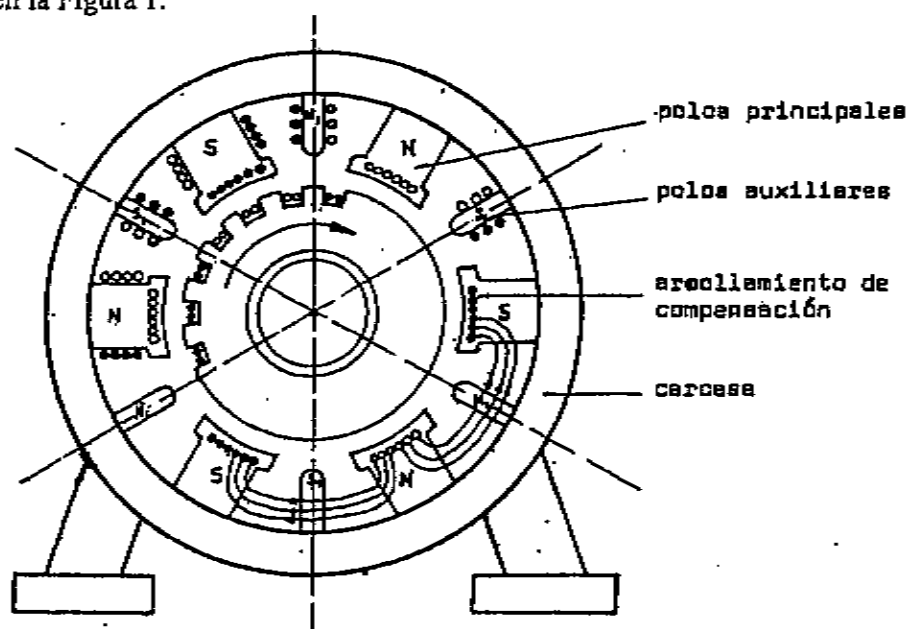 en la Figura 1.
polos principales
polos auxiliares
arrollamiento de
compensación
carcasa
S
N
N
S
S
N